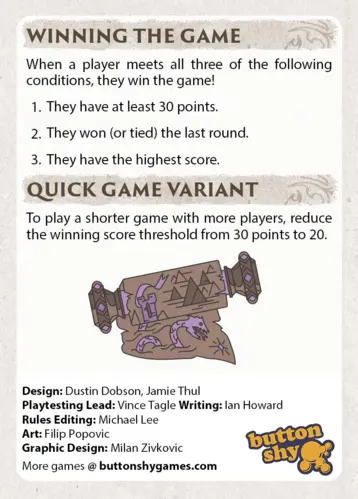 WINNING THE GAME
When a player meets all three of the following
conditions, they win the game!
1. They have at least 30 points.
2. They won (or tied) the last round.
3. They have the highest score.
QUICK GAME VARIANT
To play a shorter game with more players, reduce
the winning score threshold from 30 points to 20.
Design: Dustin Dobson, Jamie Thul
Playtesting Lead: Vince Tagle Writing: Ian Howard
Rules Editing: Michael Lee
Art: Filip Popovic
Graphic Design: Milan Zivkovic
More games @ buttonshygames.com
button
shy